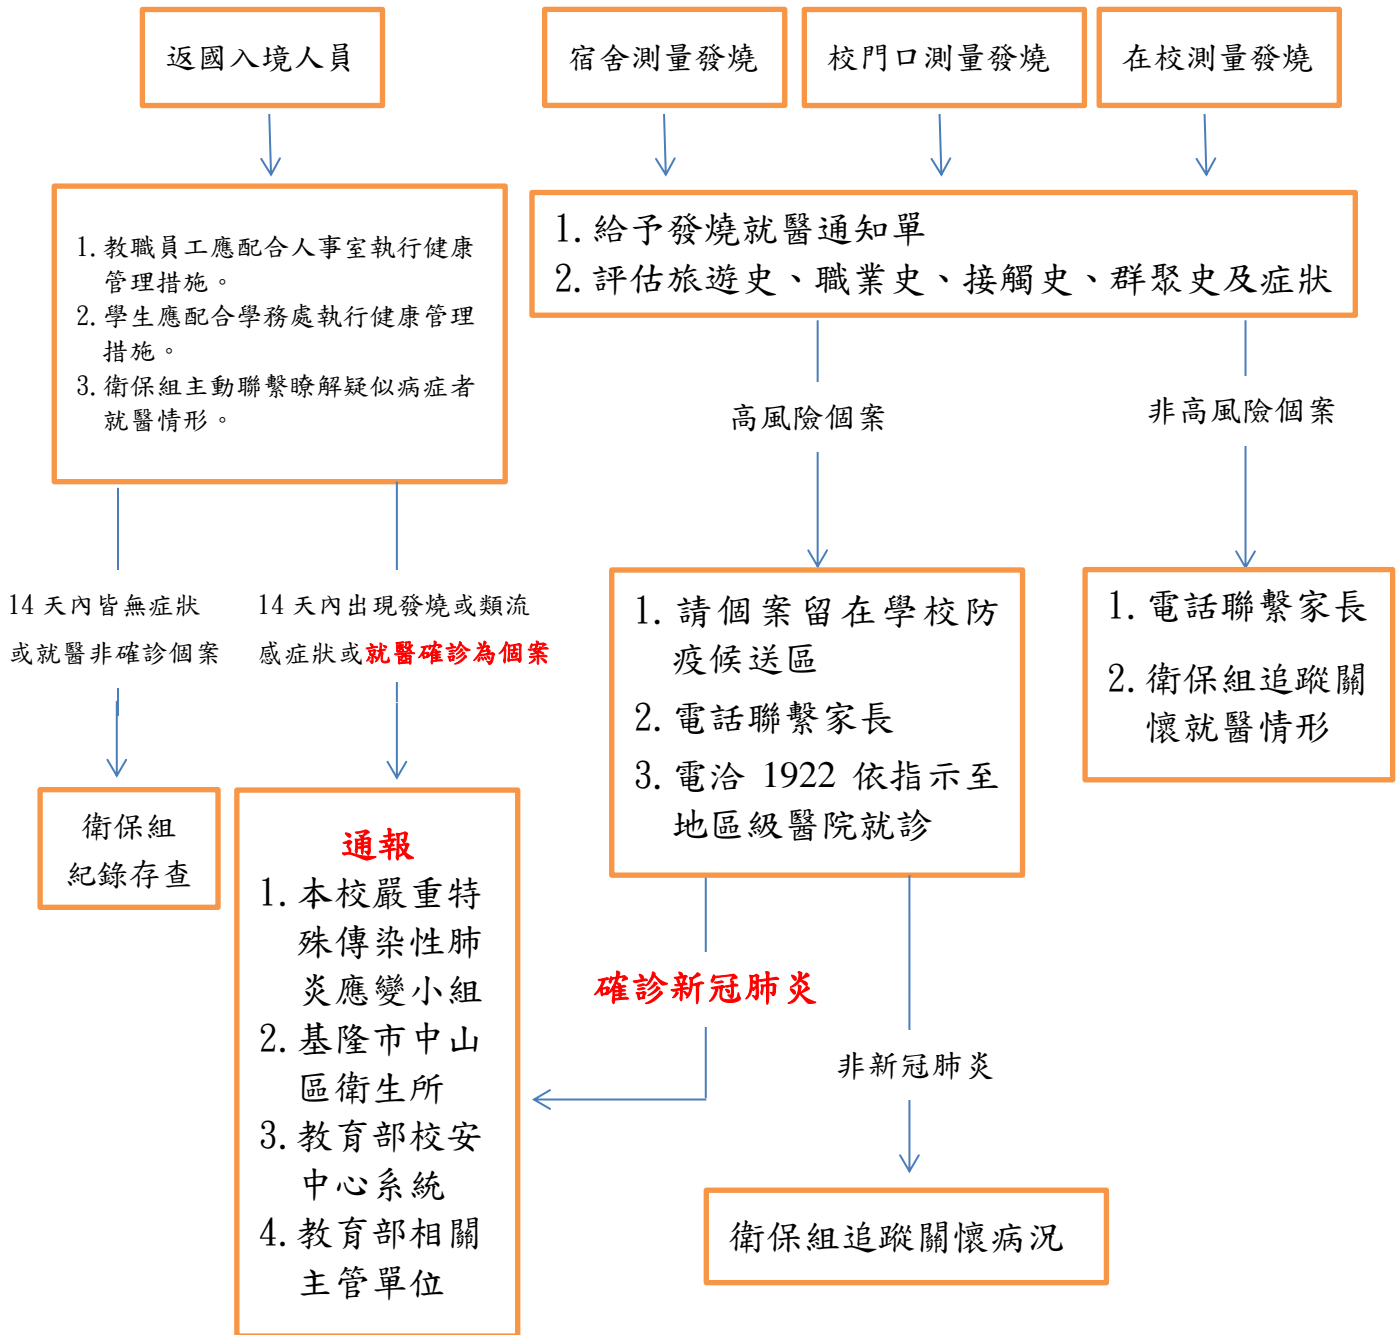 返國入境人員
宿舍測量發燒
校門口測量發燒
在校測量發燒
1.教職員工應配合人事室執行健康
管理措施。
2.學生應配合學務處執行健康管理
措施。
3.衛保組主動聯繫瞭解疑似病症者
就醫情形。
1.給予發燒就醫通知單
2.評估旅遊史、職業史、接觸史、群聚史及症狀
高風險個案
非高風險個案
14 天內皆無症狀
或就醫非確診個案
14 天內出現發燒或類流
感症狀或就醫確診為個案
1.請個案留在學校防
疫候送區
2.電話聯繫家長
3.電洽 1922 依指示至
地區級醫院就診
1.電話聯繫家長
2.衛保組追蹤關
懷就醫情形
衛保組
紀錄存查
通報
1.本校嚴重特
殊傳染性肺
炎應變小組
2.基隆市中山
區衛生所
3.教育部校安
中心系統
4.教育部相關
主管單位
確診新冠肺炎
非新冠肺炎
衛保組追蹤關懷病況